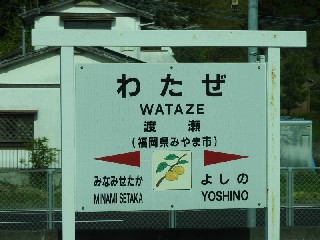 わたぜ
WATAZE
渡瀬
(福岡県みやま市)
みなみせたか よしの
MINAMI SETAKA YOSHINO